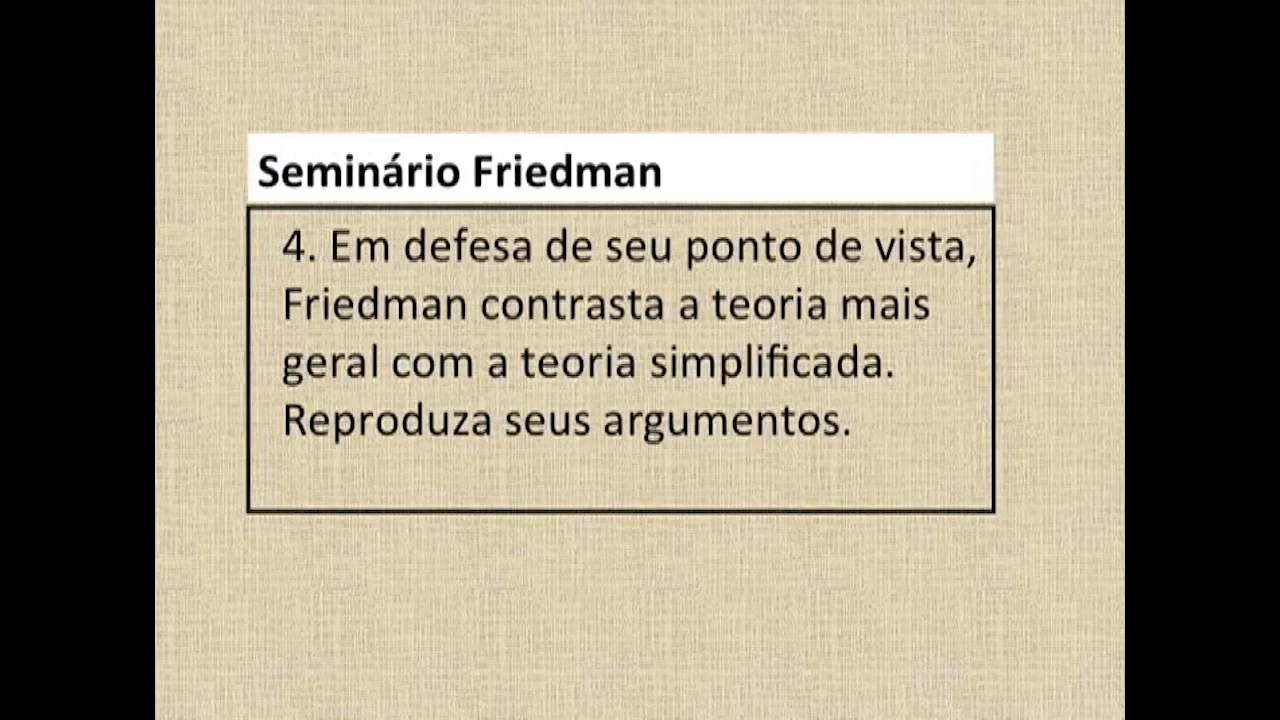 Seminário Friedman
4. Em defesa de seu ponto de vista,
Friedman contrasta a teoria mais
geral com a teoria simplificada.
Reproduza seus argumentos.